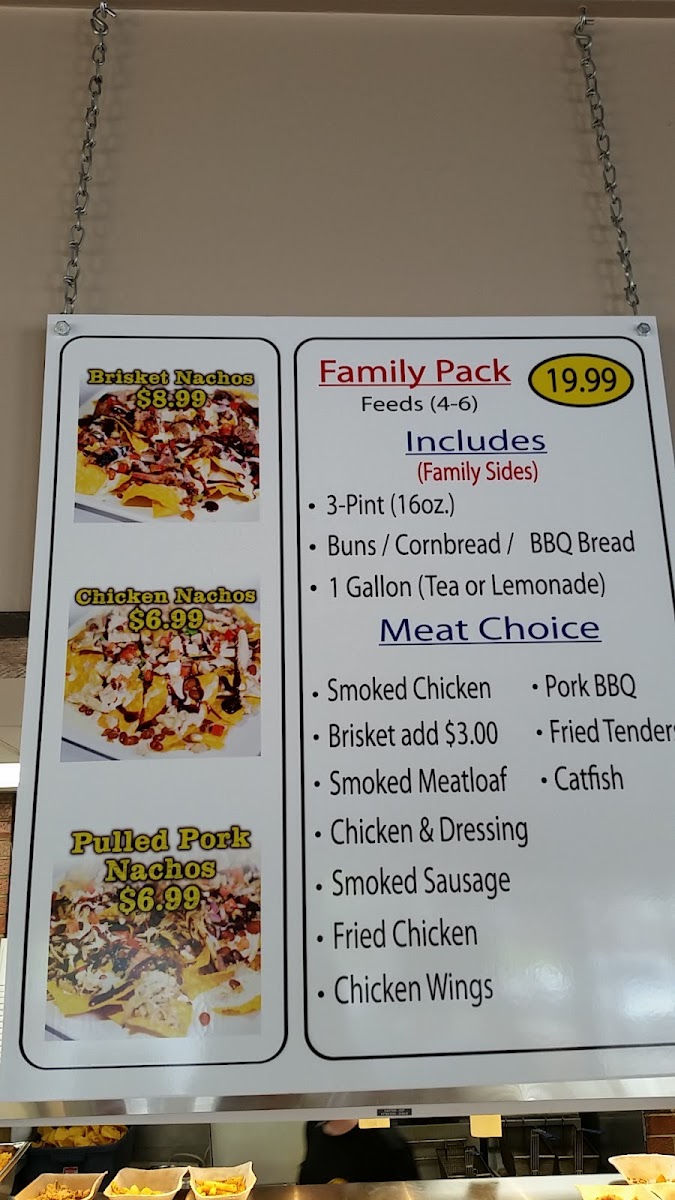 Brisket Nachos
$8.99
Chicken Nachos
$6.99
Pulled Pork
Nachos
$6.99
Family Pack
19.99
Feeds (4-6)
Includes
(Family Sides)
• 3-Pint (16oz.)
• Buns / Cornbread / BBQ Bread
• 1 Gallon (Tea or Lemonade)
Meat Choice
• Smoked Chicken
• Brisket add $3.00
• Smoked Meatloaf
• Chicken & Dressing
• Smoked Sausage
• Fried Chicken
• Chicken Wings
• Pork BBQ
• Fried Tenders
• Catfish